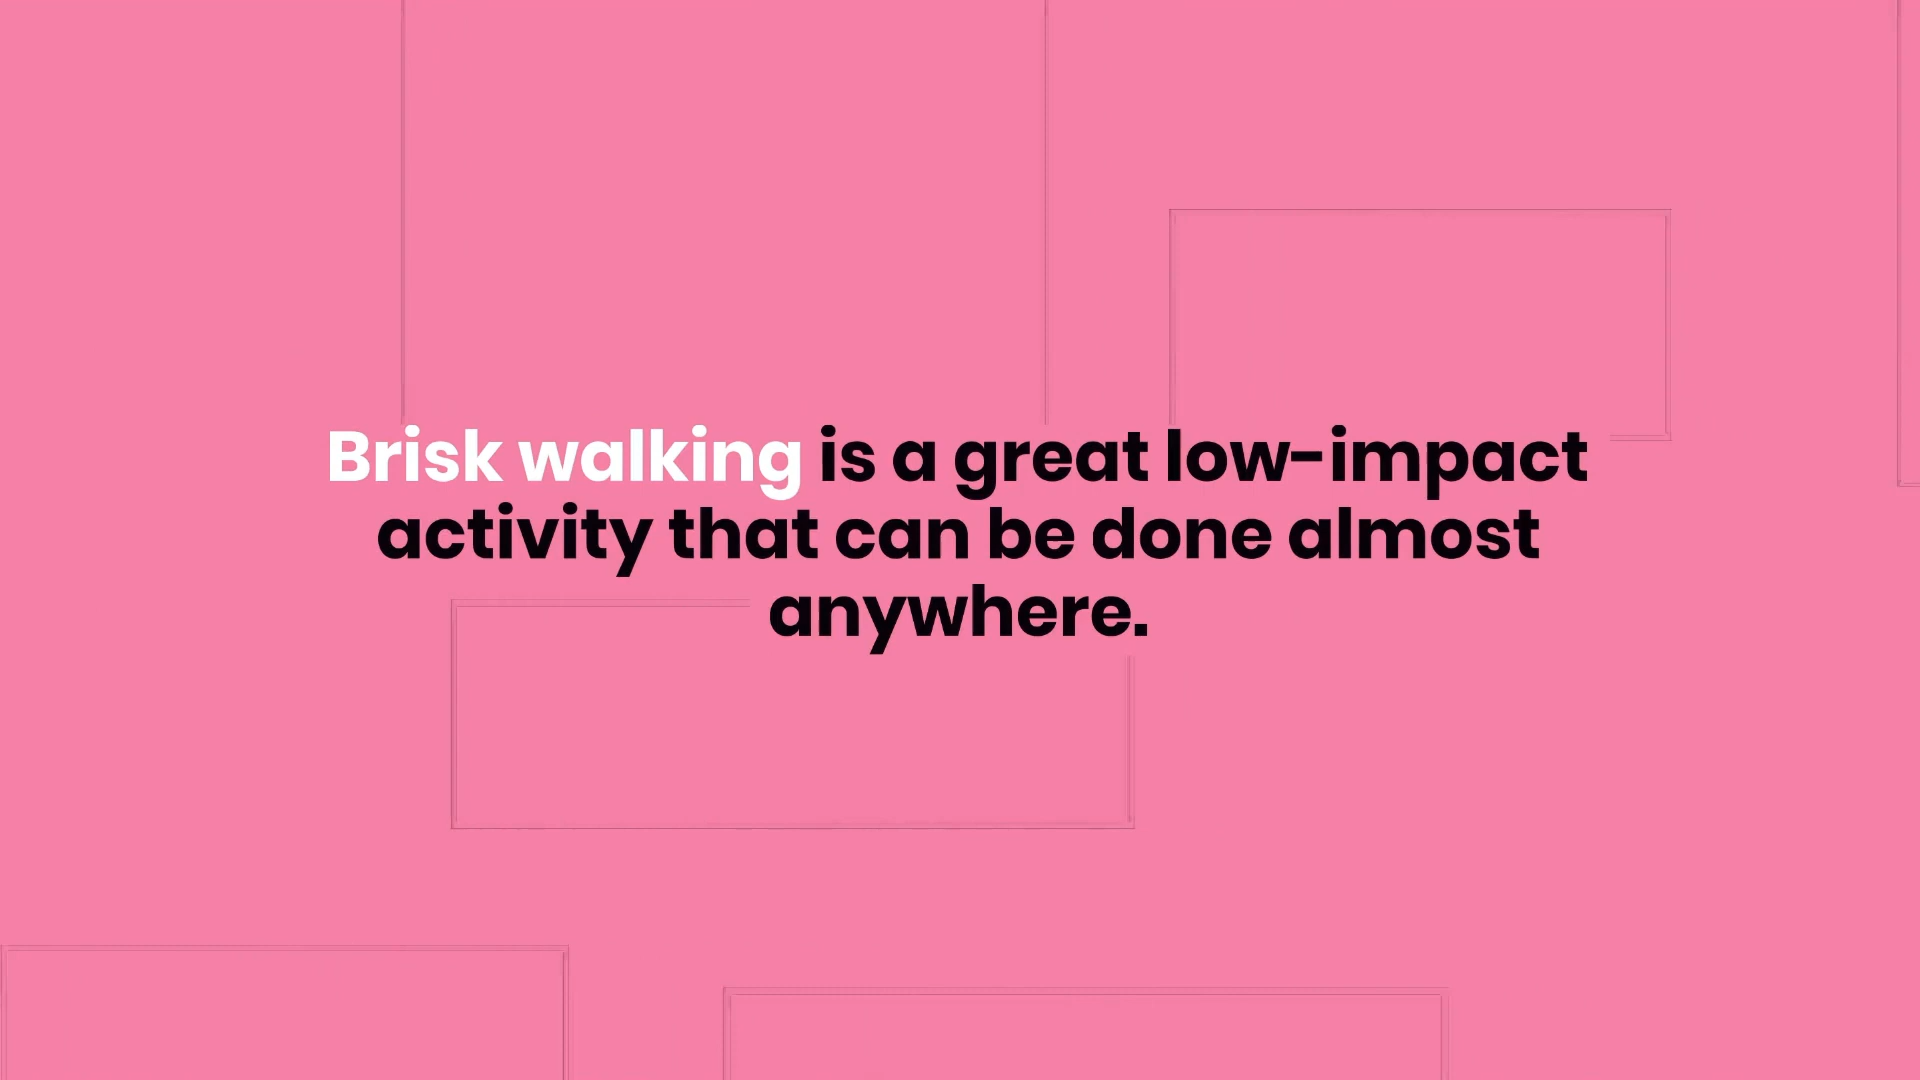 Brisk walking is a great low-impact
activity that can be done almost
anywhere.